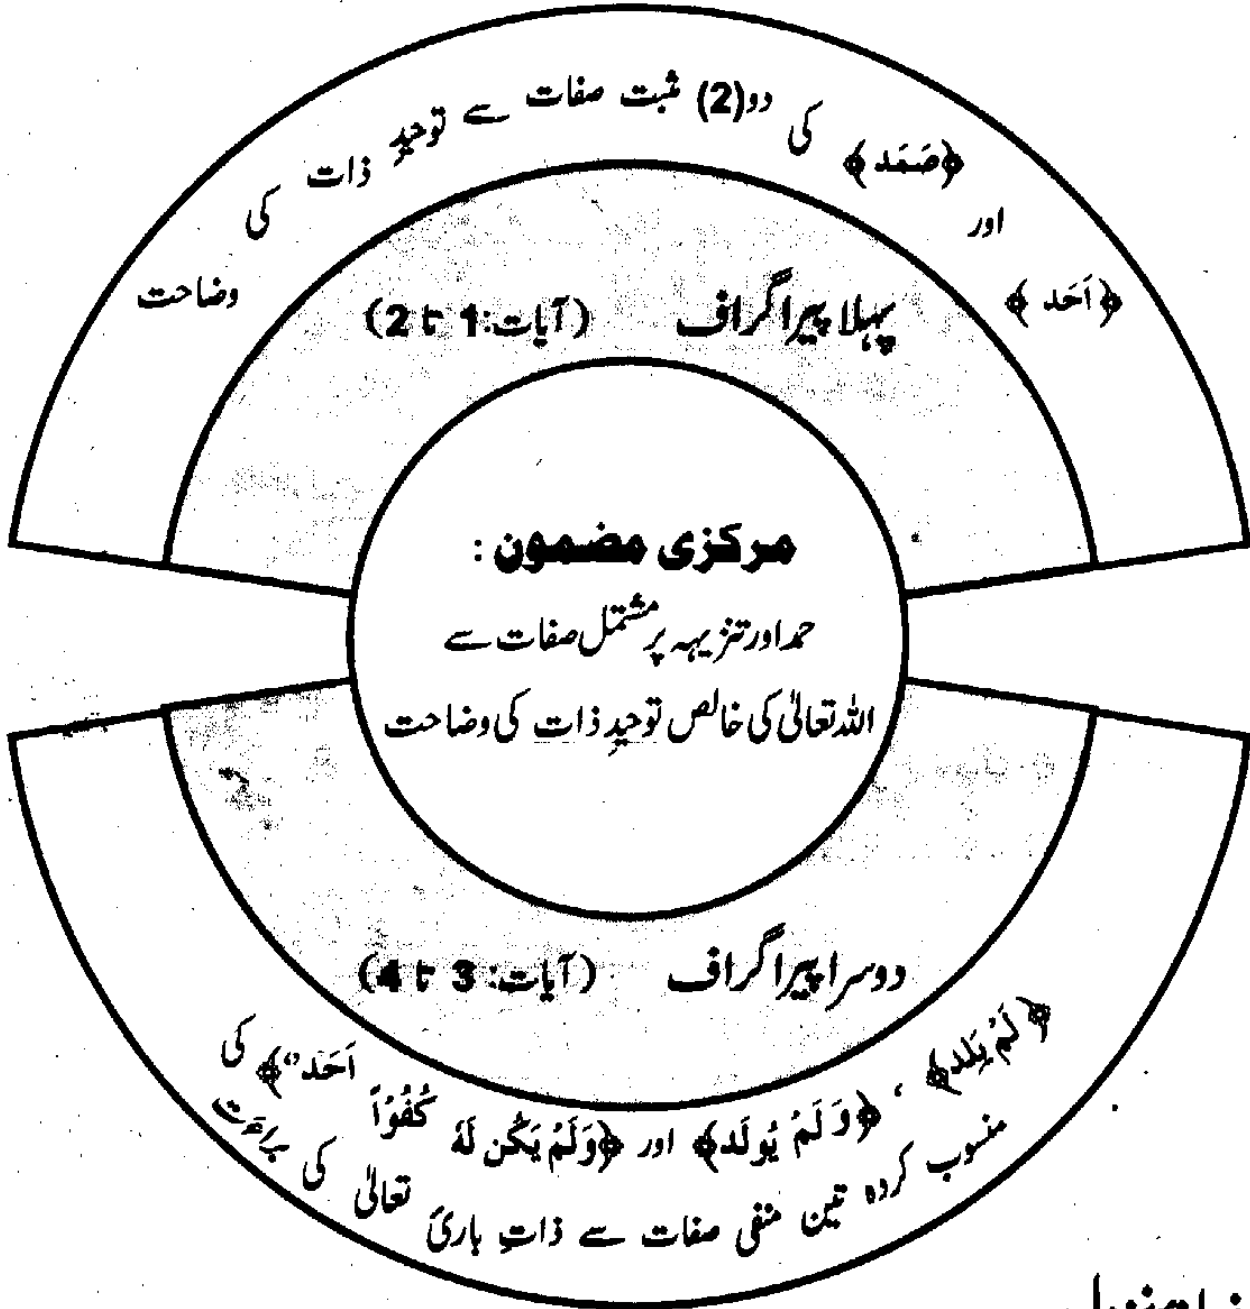 ﴿اَحَد﴾ اور ﴿صَمَد﴾ کی دو(2) مثبت صفات سے توحیدِ ذات کی وضاحت
پہلا پیراگراف (آیات:1 تا 2)
مرکزی مضمون :
حمد اور تنزیہہ پر مشتمل صفات سے
اللہ تعالیٰ کی خالص توحیدِ ذات کی وضاحت
دوسرا پیراگراف (آیات: 3 تا 4)
﴿لَمْ یَلِد﴾ ، ﴿وَلَمْ یُولَد﴾ اور ﴿وَلَمْ یَکُن لَهٗ کُفُوًا اَحَد’‘﴾ کی
منسوب کردہ تین منفی صفات سے ذاتِ باریٔ تعالیٰ کی براءَت